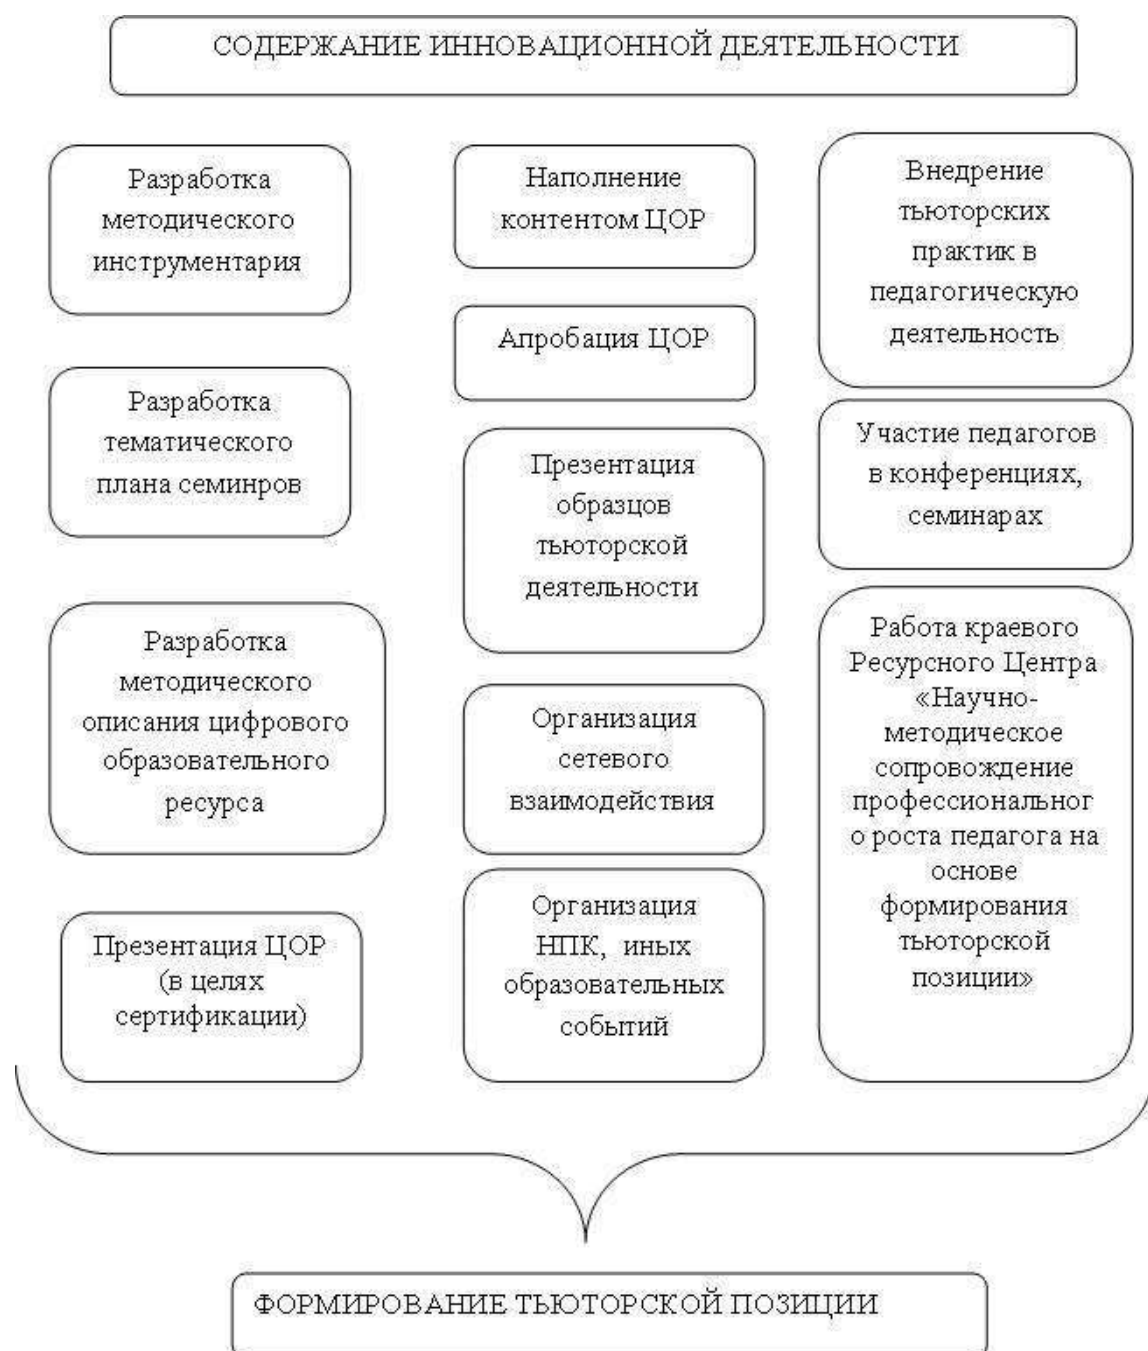 СОДЕРЖАНИЕ ИННОВАЦИОННОЙ ДЕЯТЕЛЬНОСТИ
Разработка
методического
инструментария
Разработка
тематического
плана семинров
Разработка
методического
описания цифрового
образовательного
ресурса
Презентация ЦОР
(в целях
сертификации)
Наполнение
контентом ЦОР
Апробация ЦОР
Презентация
образцов
тьюторской
деятельности
Организация
сетевого
взаимодействия
Организация
НПК,  иных
образовательных
событий
Внедрение
тьюторских
практик в
педагогическую
деятельность
Участие педагогов
в конференциях,
семинарах
Работа краевого
Ресурсного Центра
«Научно-
методическое
сопровождение
профессиональног
о роста педагога на
основе
формирования
тьюторской
позиции»
ФОРМИРОВАНИЕ ТЬЮТОРСКОЙ ПОЗИЦИИ